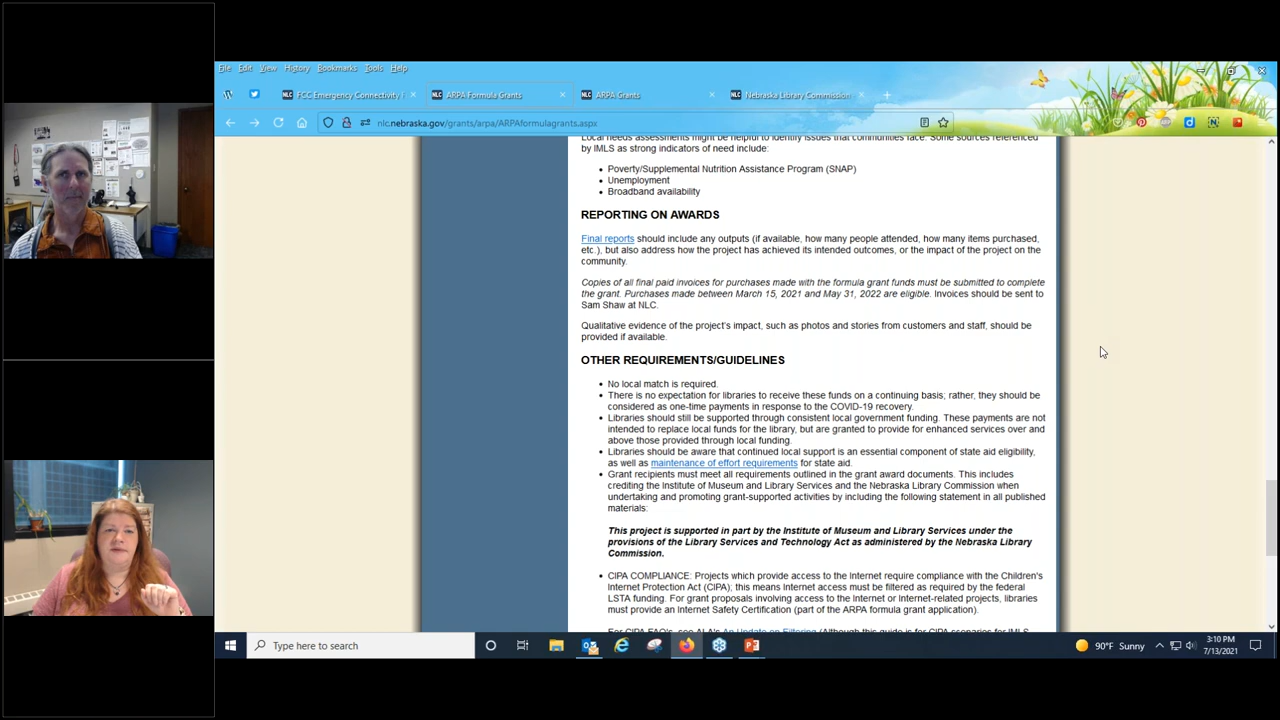 File Edit View History Bookmarks Tools Help
FCC Emergency Connectivity
ARPA Formula Grants
ARPA Grants
Nebraska Library Commission
nlc.nebraska.gov/grants/arpa/ARPAformulagrants.aspx
Local needs assessments might be helpful to identify issues that communities face. Some sources referenced
by IMLS as strong indicators of need include:
Poverty/Supplemental Nutrition Assistance Program (SNAP)
Unemployment
Broadband availability
REPORTING ON AWARDS
Final reports should include any outputs (if available, how many people attended, how many items purchased,
etc.), but also address how the project has achieved its intended outcomes, or the impact of the project on the
community.
Copies of all final paid invoices for purchases made with the formula grant funds must be submitted to complete
the grant. Purchases made between March 15, 2021 and May 31, 2022 are eligible. Invoices should be sent to
Sam Shaw at NLC.
Qualitative evidence of the project's impact, such as photos and stories from customers and staff, should be
provided if available.
OTHER REQUIREMENTS/GUIDELINES
No local match is required.
There is no expectation for libraries to receive these funds on a continuing basis; rather, they should be
considered as one-time payments in response to the COVID-19 recovery.
Libraries should still be supported through consistent local government funding. These payments are not
intended to replace local funds for the library, but are granted to provide for enhanced services over and
above those provided through local funding.
Libraries should be aware that continued local support is an essential component of state aid eligibility,
as well as maintenance of effort requirements for state aid.
Grant recipients must meet all requirements outlined in the grant award documents. This includes
crediting the Institute of Museum and Library Services and the Nebraska Library Commission when
undertaking and promoting grant-supported activities by including the following statement in all published
materials:
This project is supported in part by the Institute of Museum and Library Services under the
provisions of the Library Services and Technology Act as administered by the Nebraska Library
Commission.
CIPA COMPLIANCE: Projects which provide access to the Internet require compliance with the Children's
Internet Protection Act (CIPA); this means Internet access must be filtered as required by the federal
LSTA funding. For grant proposals involving access to the Internet or Internet-related projects, libraries
must provide an Internet Safety Certification (part of the ARPA formula grant application).
For CIPA FAQ's, see ALA's An Update on Filtering (Although this guide is for CIPA scenarios for IMLS
Type here to search
90°F Sunny
3:10 PM
7/13/2021